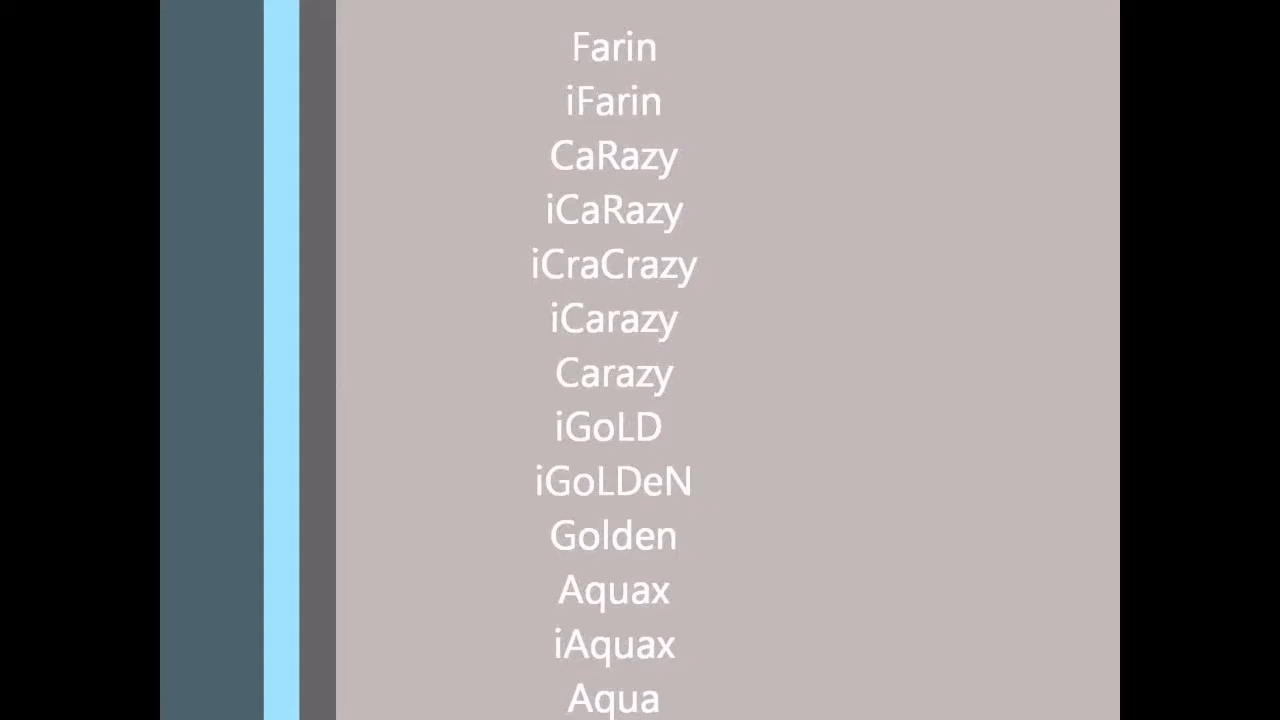 Farin
iFarin
CaRazy
iCaRazy
iCraCrazy
iCarazy
Carazy
iGoLD
iGoLDeN
Golden
Aquax
iAquax
Aqua